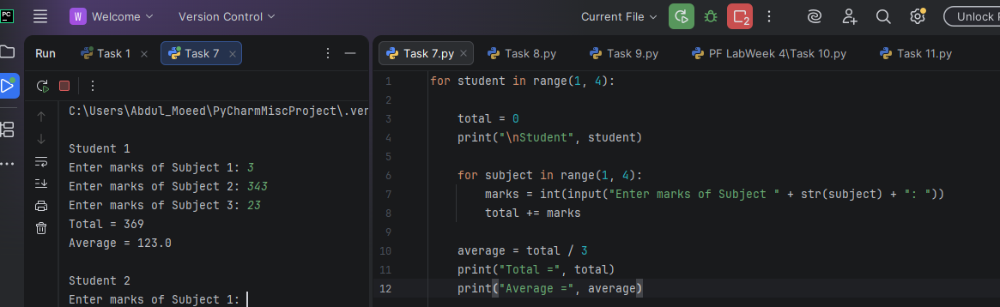 PC
W Welcome Version Control Current File 2 Unlock
Run Task 1 Task 7
Task 7.py Task 8.py Task 9.py PF LabWeek 4\Task 10.py Task 11.py
C:\Users\Abdul_Moeed\PyCharmMiscProject\.ver
Student 1
Enter marks of Subject 1: 3
Enter marks of Subject 2: 343
Enter marks of Subject 3: 23
Total = 369
Average = 123.0
Student 2
Enter marks of Subject 1:
1 for student in range(1, 4):
2
3 total = 0
4 print("\nStudent", student)
5
6 for subject in range(1, 4):
7 marks = int(input("Enter marks of Subject " + str(subject) + ": "))
8 total += marks
9
10 average = total / 3
11 print("Total =", total)
12 print("Average =", average)